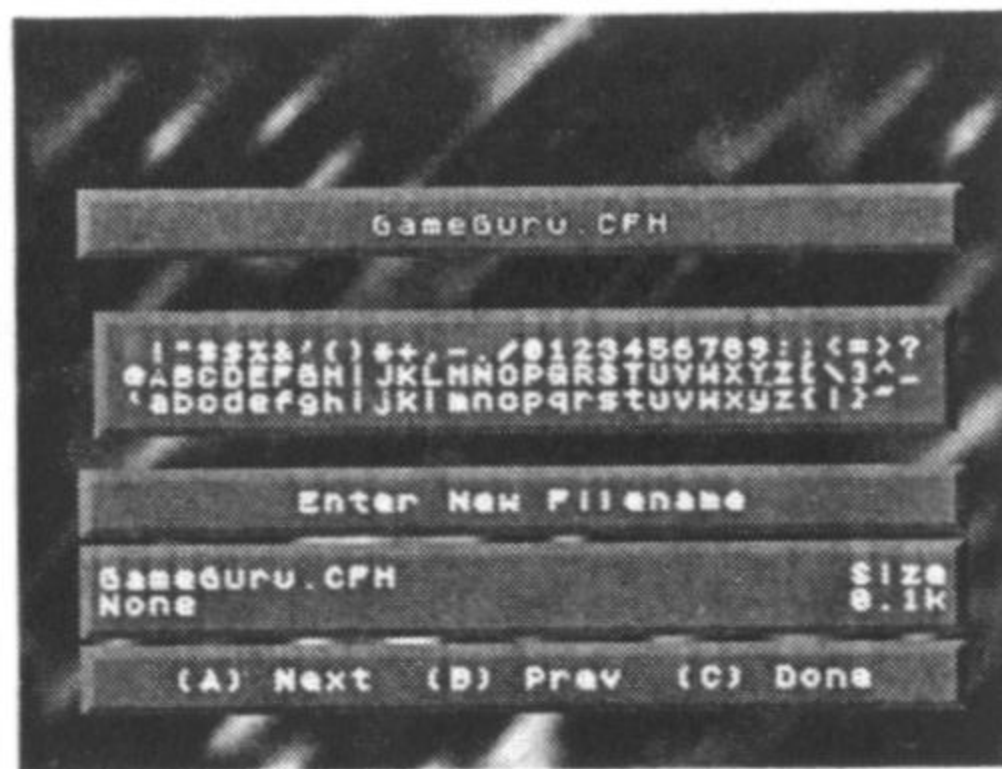 GameGuru.CFH
!"#$%&'()*+,-./0123456789:;<=>?
@ABCDEFGHIJKLMNOPQRSTUVWXYZ[\]^_
`abcdefghijklmnopqrstuvwxyz{|}~
Enter New Filename
GameGuru.CFH Size
None 0.1k
(A) Next (B) Prev (C) Done